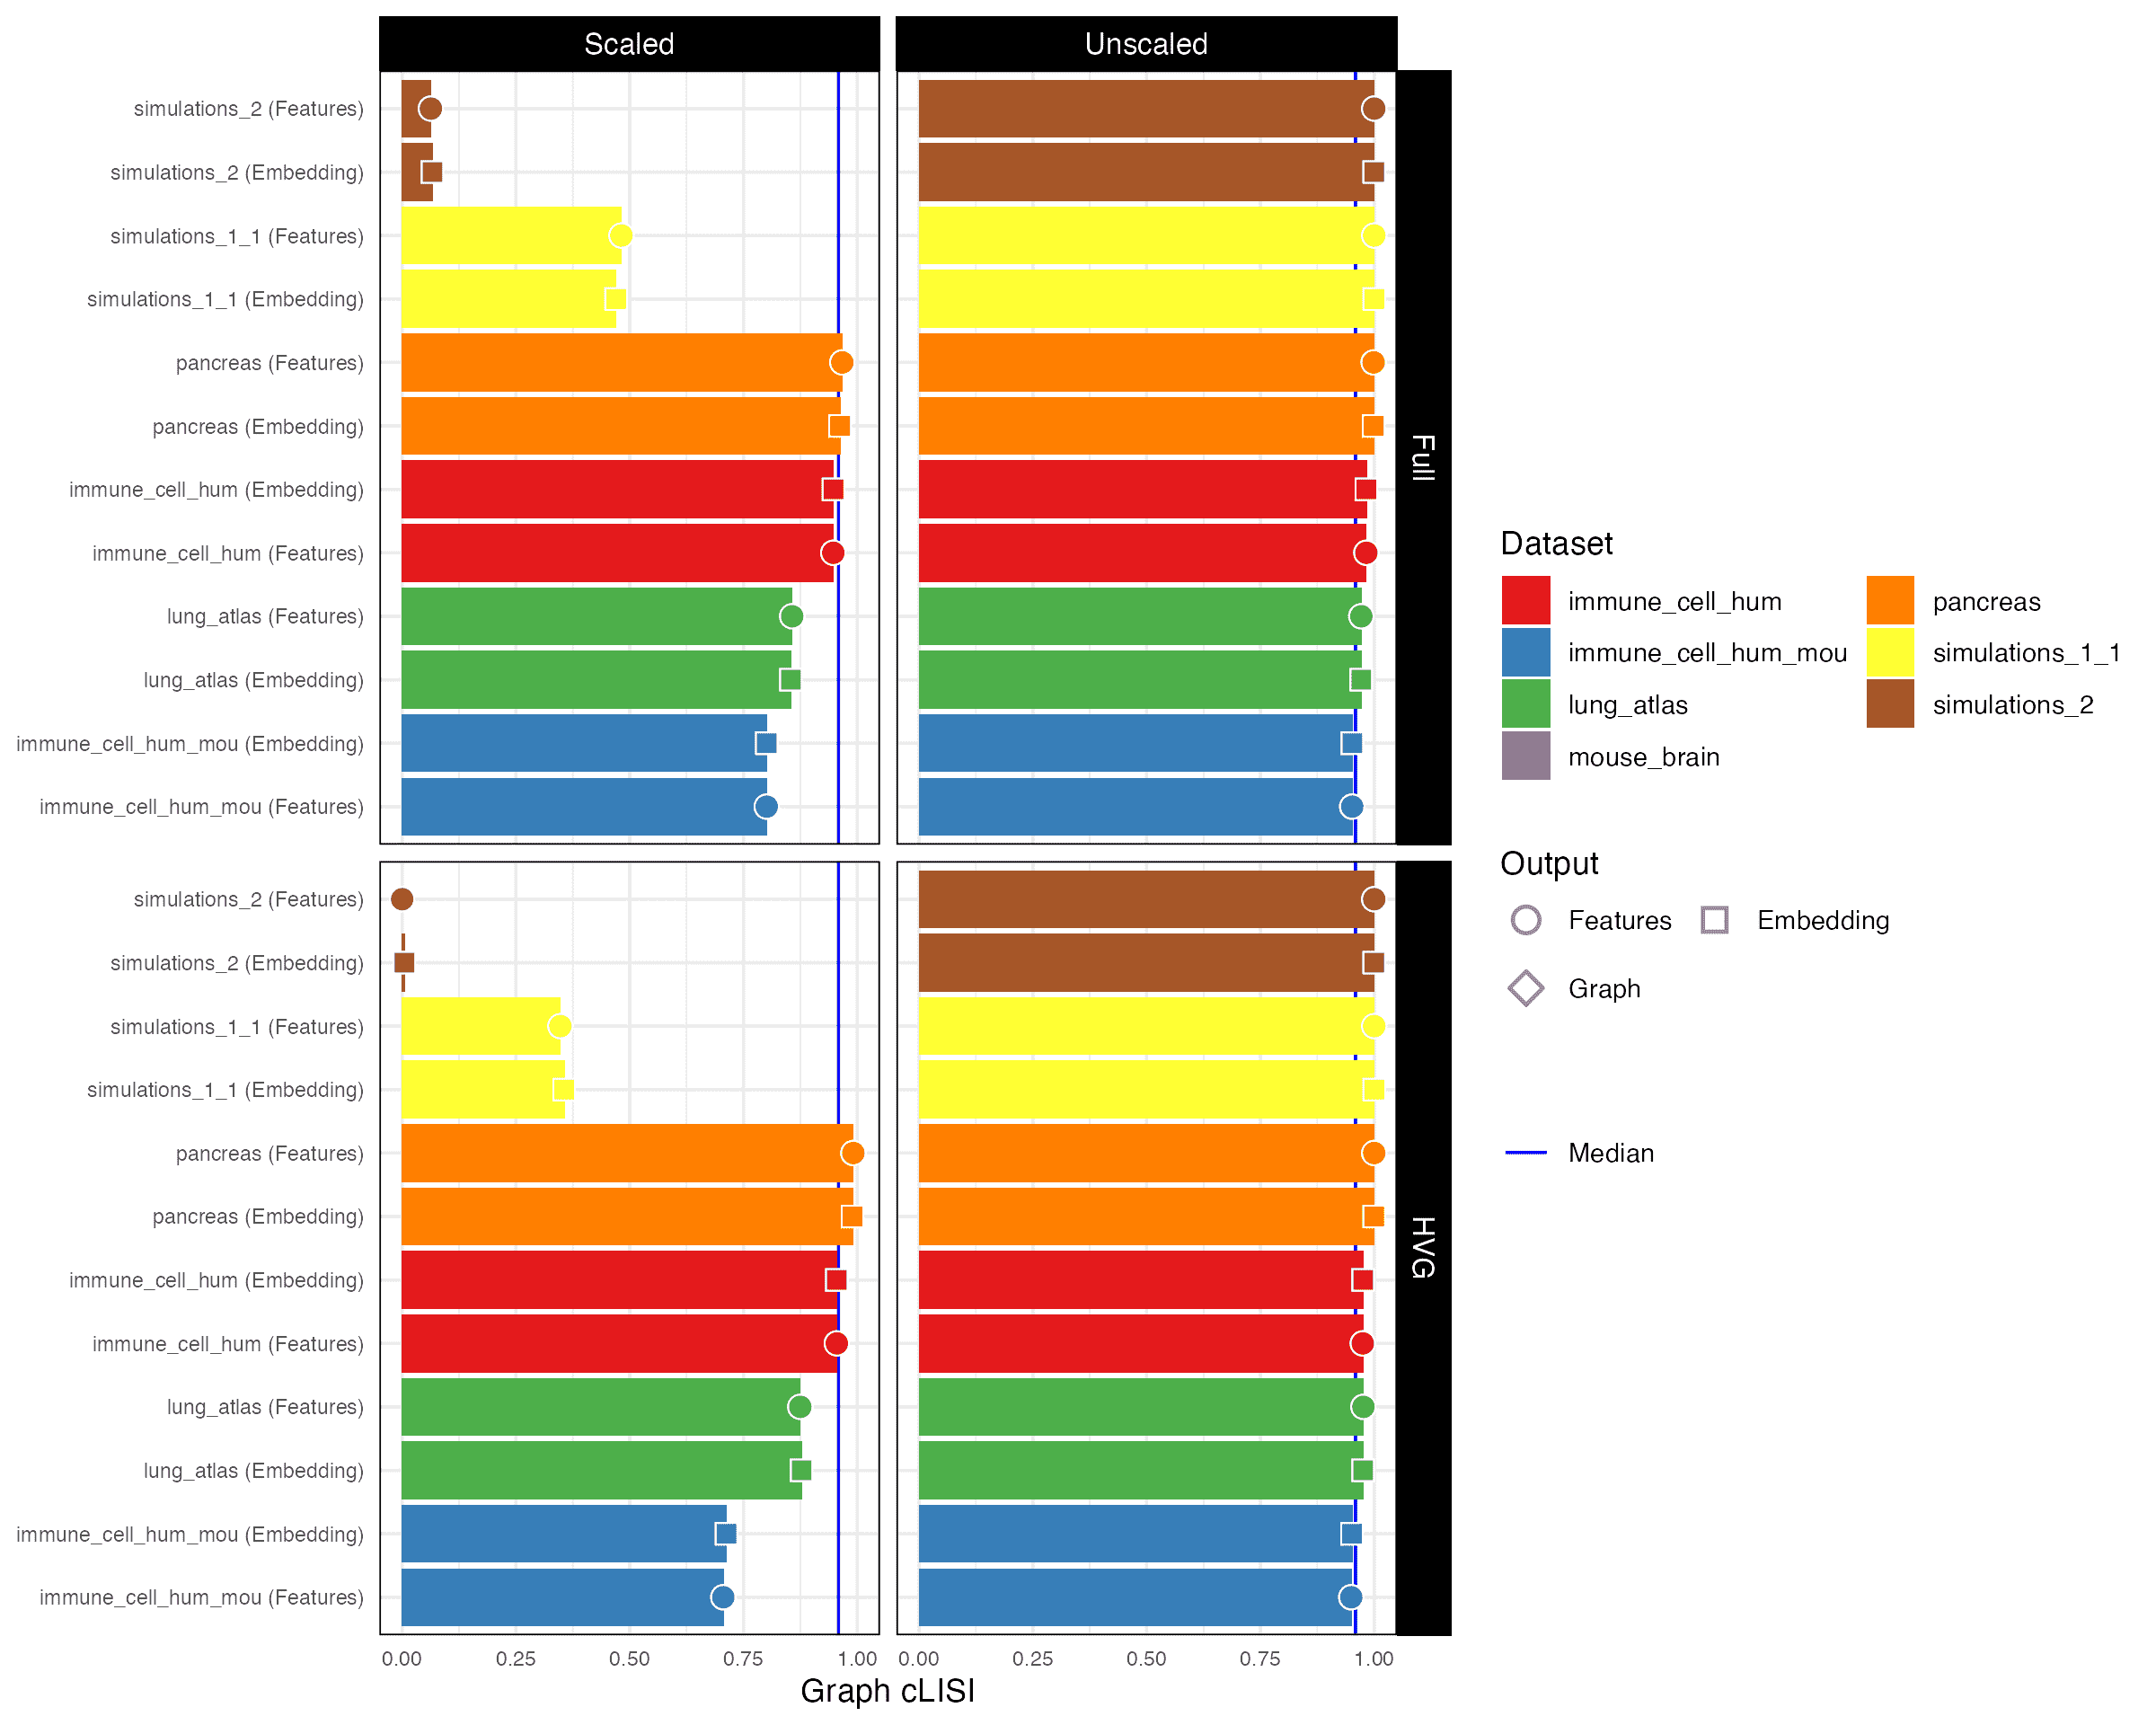 Scaled
Unscaled
simulations_2 (Features)
simulations_2 (Embedding)
simulations_1_1 (Features)
simulations_1_1 (Embedding)
pancreas (Features)
pancreas (Embedding)
immune_cell_hum (Embedding)
immune_cell_hum (Features)
lung_atlas (Features)
lung_atlas (Embedding)
immune_cell_hum_mou (Embedding)
immune_cell_hum_mou (Features)
Full
simulations_2 (Features)
simulations_2 (Embedding)
simulations_1_1 (Features)
simulations_1_1 (Embedding)
pancreas (Features)
pancreas (Embedding)
immune_cell_hum (Embedding)
immune_cell_hum (Features)
lung_atlas (Features)
lung_atlas (Embedding)
immune_cell_hum_mou (Embedding)
immune_cell_hum_mou (Features)
HVG
0.00 0.25 0.50 0.75 1.00
0.00 0.25 0.50 0.75 1.00
Graph cLISI
Dataset
immune_cell_hum
immune_cell_hum_mou
lung_atlas
mouse_brain
pancreas
simulations_1_1
simulations_2
Output
Features
Embedding
Graph
Median